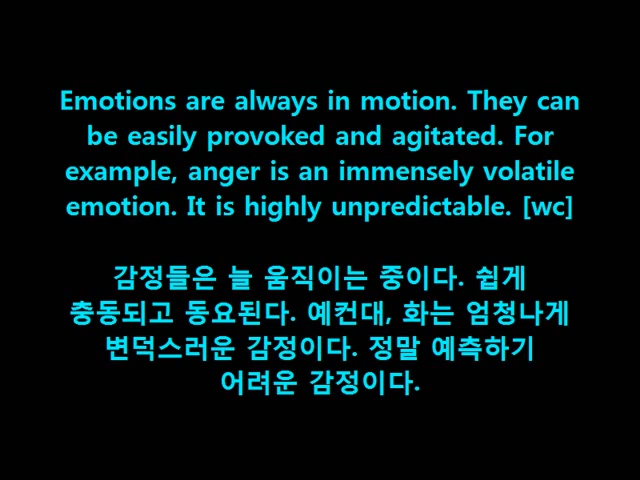 Emotions are always in motion. They can
be easily provoked and agitated. For
example, anger is an immensely volatile
emotion. It is highly unpredictable. [wc]
감정들은 늘 움직이는 중이다. 쉽게
충동되고 동요된다. 예컨대, 화는 엄청나게
변덕스러운 감정이다. 정말 예측하기
어려운 감정이다.